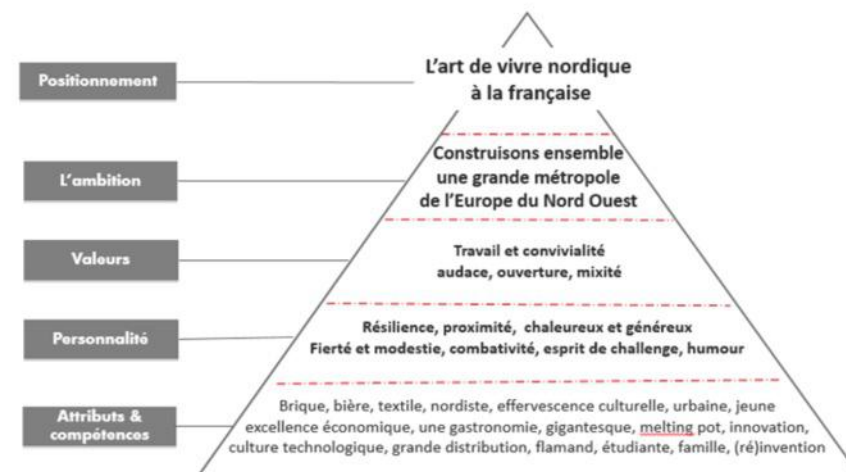 Positionnement
L'art de vivre nordique
à la française
L'ambition
Construisons ensemble
une grande métropole
de l'Europe du Nord Ouest
Valeurs
Travail et convivialité
audace, ouverture, mixité
Personnalité
Résilience, proximité, chaleureux et généreux
Fierté et modestie, combativité, esprit de challenge, humour
Attributs &
compétences
Brique, bière, textile, nordiste, effervescence culturelle, urbaine, jeune
excellence économique, une gastronomie, gigantesque, melting pot, innovation,
culture technologique, grande distribution, flamand, étudiante, famille, (ré)invention